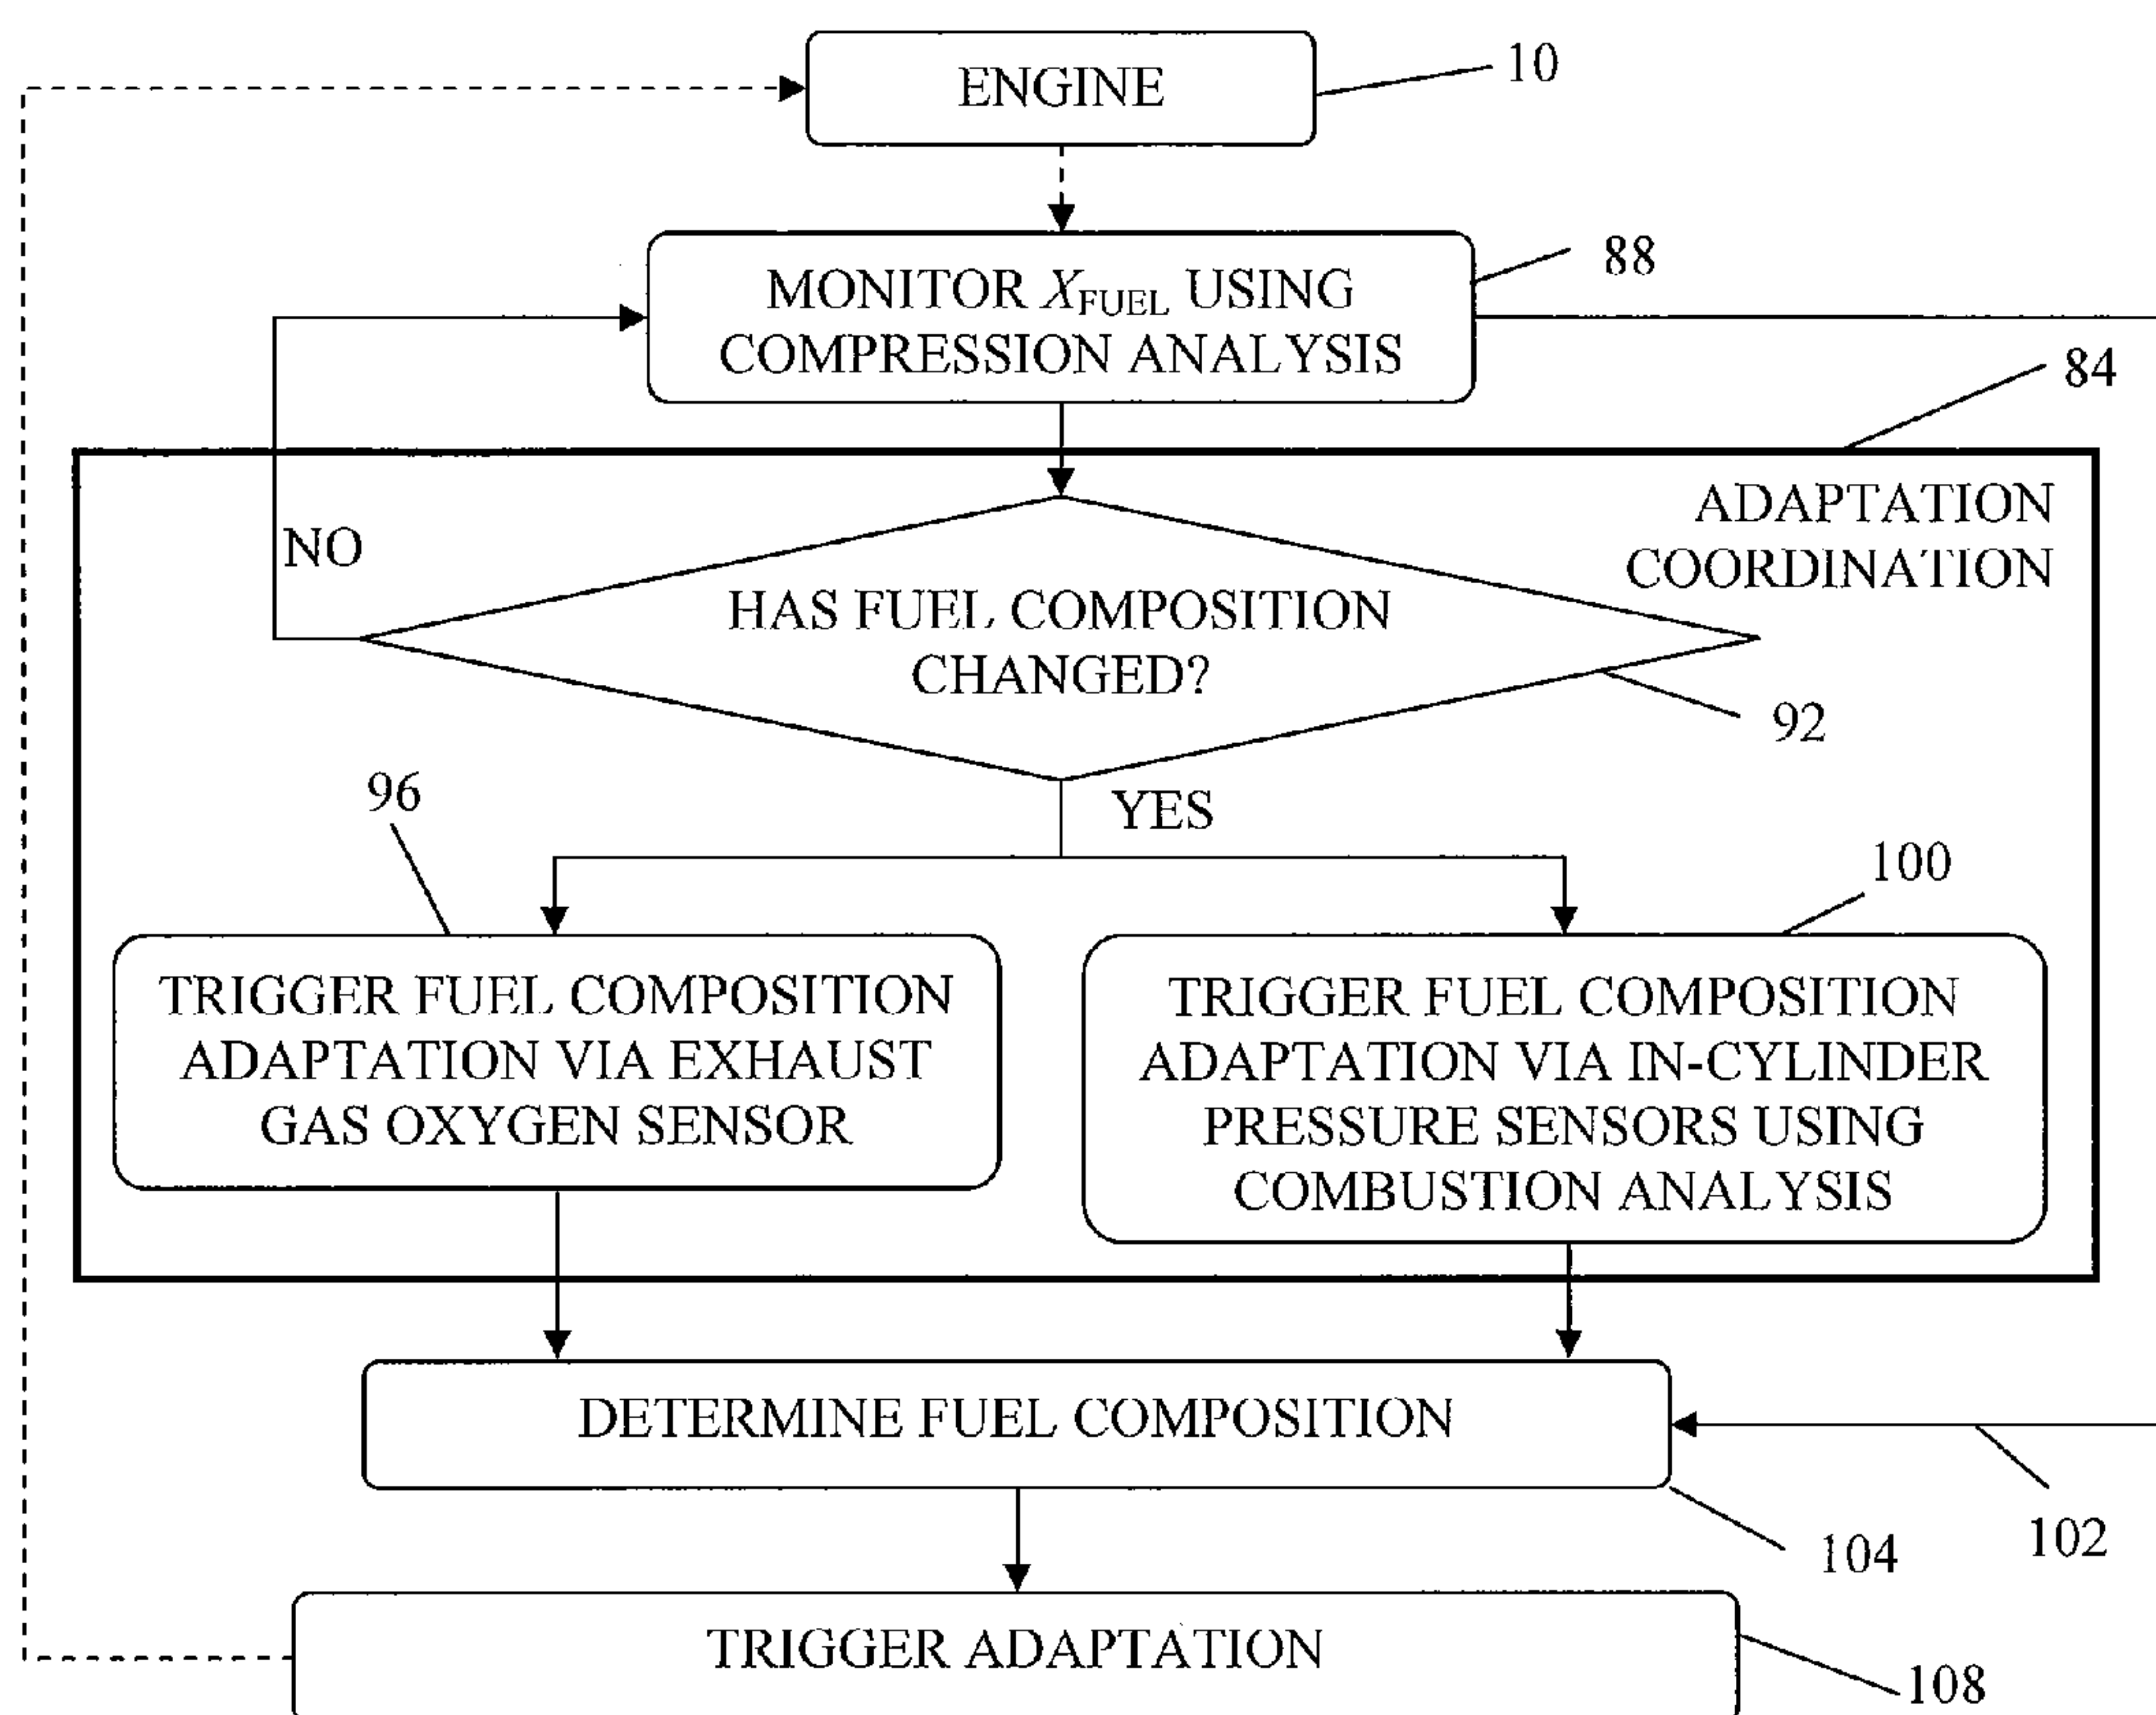 ENGINE
10
MONITOR XFUEL USING
COMPRESSION ANALYSIS
88
84
ADAPTATION
COORDINATION
NO
HAS FUEL COMPOSITION
CHANGED?
92
YES
96
100
TRIGGER FUEL COMPOSITION
ADAPTATION VIA EXHAUST
GAS OXYGEN SENSOR
TRIGGER FUEL COMPOSITION
ADAPTATION VIA IN-CYLINDER
PRESSURE SENSORS USING
COMBUSTION ANALYSIS
DETERMINE FUEL COMPOSITION
102
104
TRIGGER ADAPTATION
108